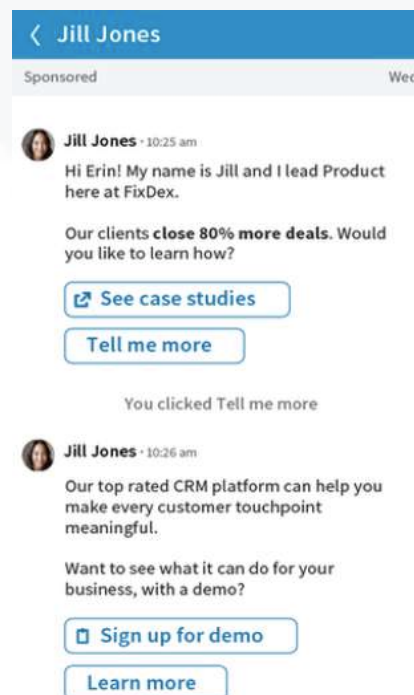 Jill Jones
Sponsored Wed
Jill Jones · 10:25 am
Hi Erin! My name is Jill and I lead Product
here at FixDex.
Our clients close 80% more deals. Would
you like to learn how?
See case studies
Tell me more
You clicked Tell me more
Jill Jones · 10:26 am
Our top rated CRM platform can help you
make every customer touchpoint
meaningful.
Want to see what it can do for your
business, with a demo?
Sign up for demo
Learn more